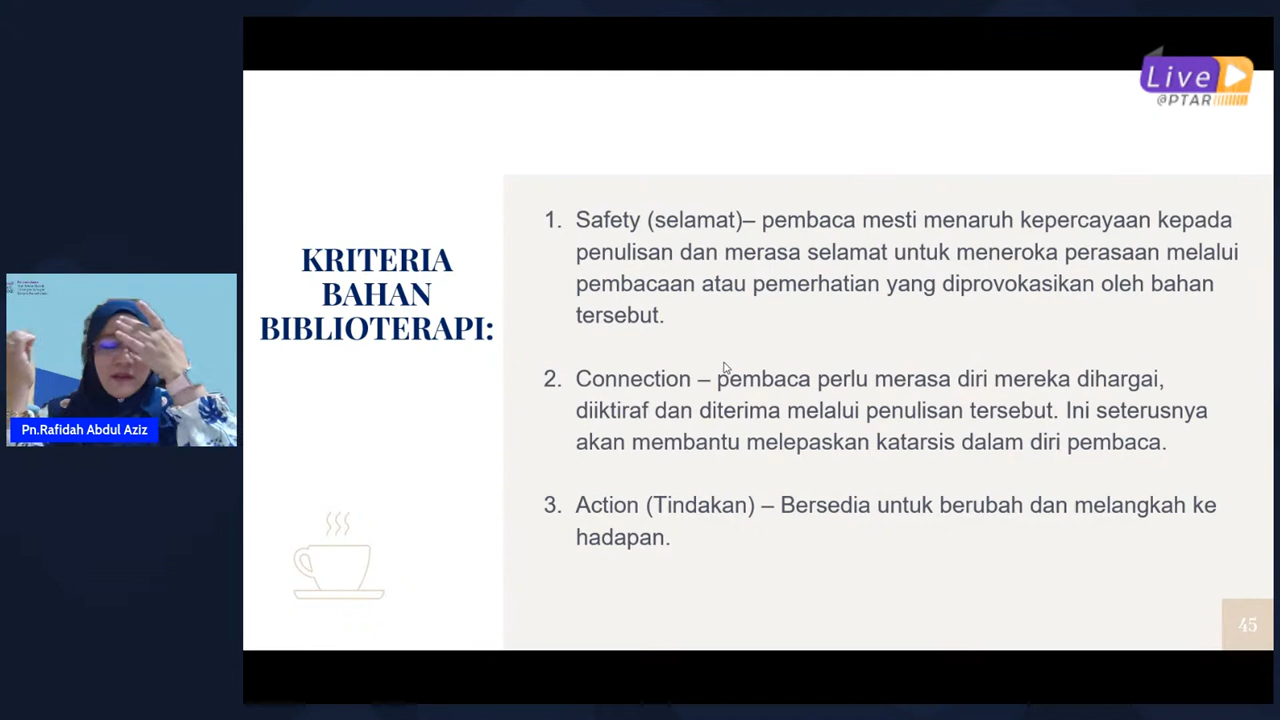 Live
@PTAR
KRITERIA
BAHAN
BIBLIOTERAPI:
1. Safety (selamat)– pembaca mesti menaruh kepercayaan kepada
penulisan dan merasa selamat untuk meneroka perasaan melalui
pembacaan atau pemerhatian yang diprovokasikan oleh bahan
tersebut.
2. Connection – pembaca perlu merasa diri mereka dihargai,
diiktiraf dan diterima melalui penulisan tersebut. Ini seterusnya
akan membantu melepaskan katarsis dalam diri pembaca.
3. Action (Tindakan) – Bersedia untuk berubah dan melangkah ke
hadapan.
Pn.Rafidah Abdul Aziz
45